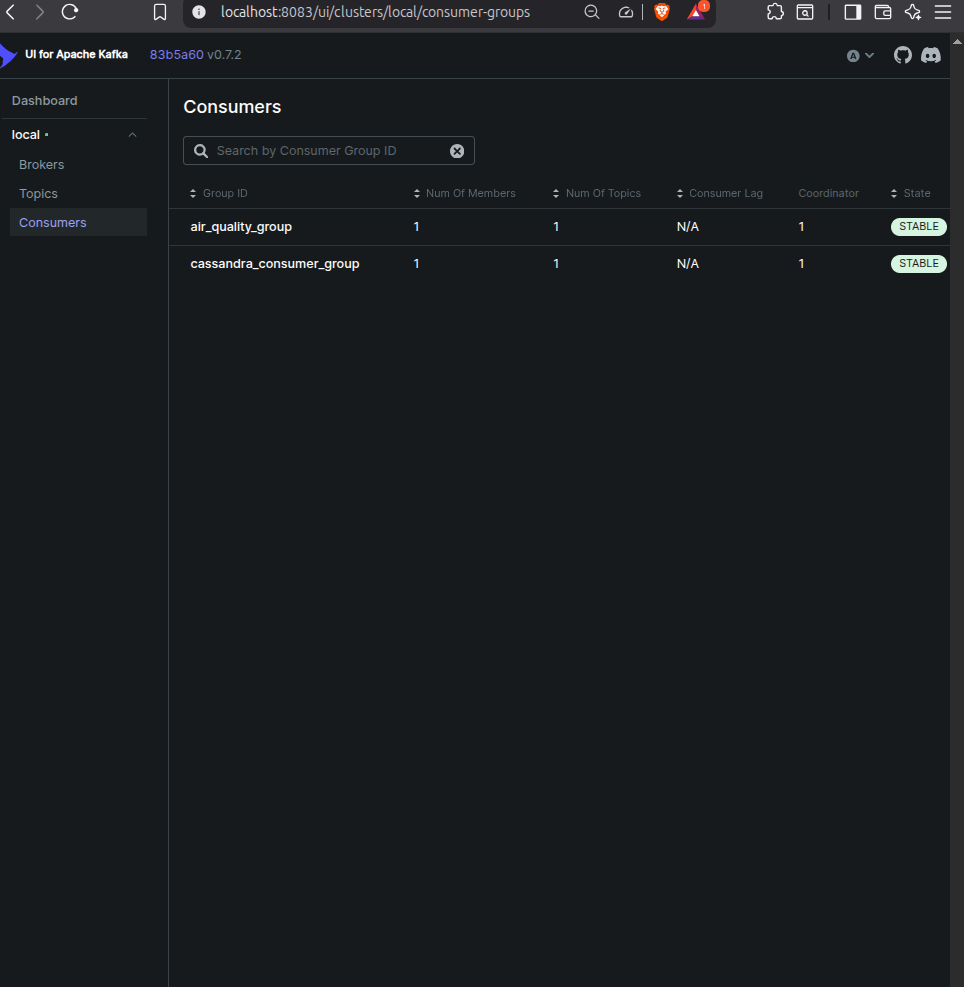 localhost:8083/ui/clusters/local/consumer-groups
1
UI for Apache Kafka 83b5a60 v0.7.2
A
Dashboard
local
Brokers
Topics
Consumers
Consumers
Search by Consumer Group ID
Group ID Num Of Members Num Of Topics Consumer Lag Coordinator State
air_quality_group 1 1 N/A 1 STABLE
cassandra_consumer_group 1 1 N/A 1 STABLE